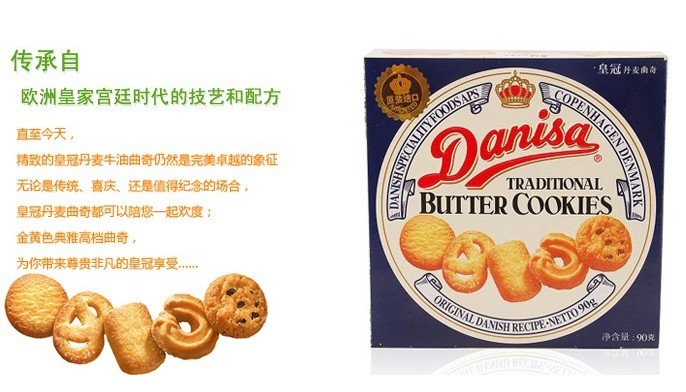 传承自
欧洲皇家宫廷时代的技艺和配方
直至今天，
精致的皇冠丹麦牛油曲奇仍然是完美卓越的象征
无论是传统、喜庆、还是值得纪念的场合，
皇冠丹麦曲奇都可以陪您一起欢度；
金黄色典雅高档曲奇，
为你带来尊贵非凡的皇冠享受......
皇冠 丹麦曲奇
原装进口
DANISH SPECIALITY FOODS APS
COPENHAGEN DENMARK
Danisa®
TRADITIONAL
BUTTER COOKIES
ORIGINAL DANISH RECIPE·NETTO 90g
净含量：90克